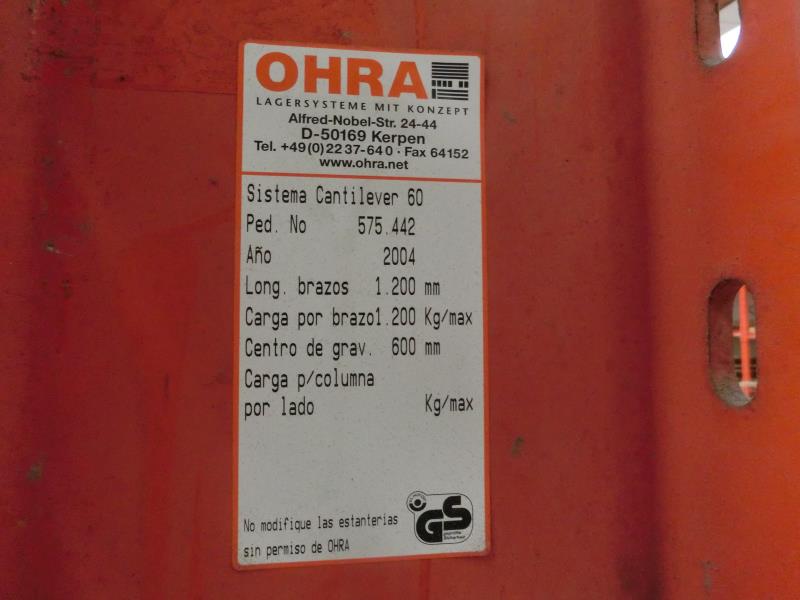 OHRA
LAGERSYSTEME MIT KONZEPT
Alfred-Nobel-Str. 24-44
D-50169 Kerpen
Tel. +49(0)2237-640 · Fax 64152
www.ohra.net
Sistema Cantilever 60
Ped. No 575.442
Año 2004
Long. brazos 1.200 mm
Carga por brazo1.200 Kg/max
Centro de grav. 600 mm
Carga p/columna
por lado Kg/max
No modifique las estanterias
sin permiso de OHRA
GS
geprüfte
Sicherheit